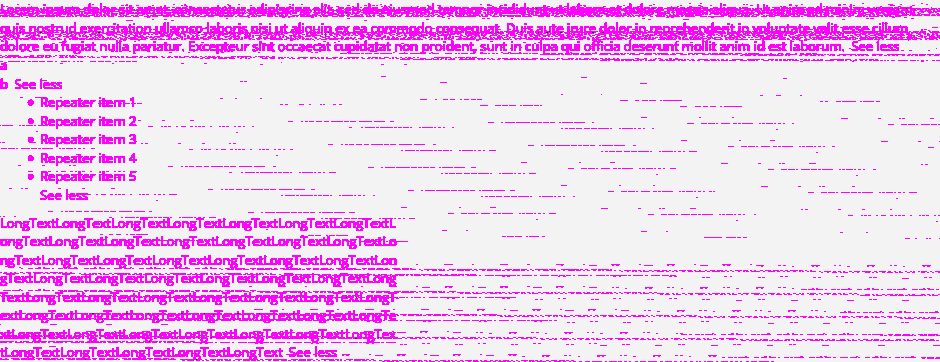 Lorem ipsum dolor sit amet, consectetur adipiscing elit, sed do eiusmod tempor incididunt ut labore et dolore magna aliqua. Ut enim ad minim veniam,
quis nostrud exercitation ullamco laboris nisi ut aliquip ex ea commodo consequat. Duis aute irure dolor in reprehenderit in voluptate velit esse cillum
dolore eu fugiat nulla pariatur. Excepteur sint occaecat cupidatat non proident, sunt in culpa qui officia deserunt mollit anim id est laborum. See less
a
b See less
• Repeater item 1
• Repeater item 2
• Repeater item 3
• Repeater item 4
• Repeater item 5
See less
LongTextLongTextLongTextLongTextLongTextLongTextLongTextL
ongTextLongTextLongTextLongTextLongTextLongTextLongTextLo
ngTextLongTextLongTextLongTextLongTextLongTextLongTextLon
gTextLongTextLongTextLongTextLongTextLongTextLongTextLong
TextLongTextLongTextLongTextLongTextLongTextLongTextLongT
extLongTextLongTextLongTextLongTextLongTextLongTextLongTe
xtLongTextLongTextLongTextLongTextLongTextLongTextLongTex
tLongTextLongTextLongTextLongTextLongText See less